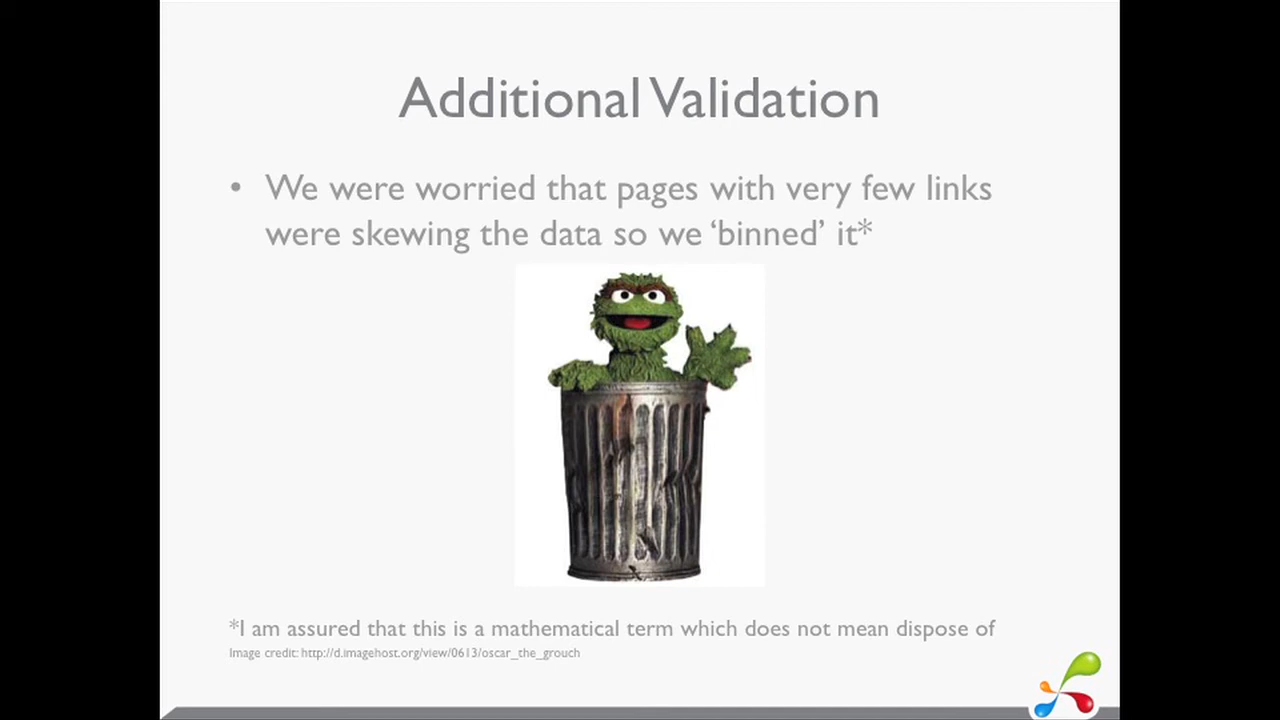 Additional Validation
• We were worried that pages with very few links
were skewing the data so we ‘binned’ it*
*I am assured that this is a mathematical term which does not mean dispose of
Image credit: http://d.imagehost.org/view/0613/oscar_the_grouch